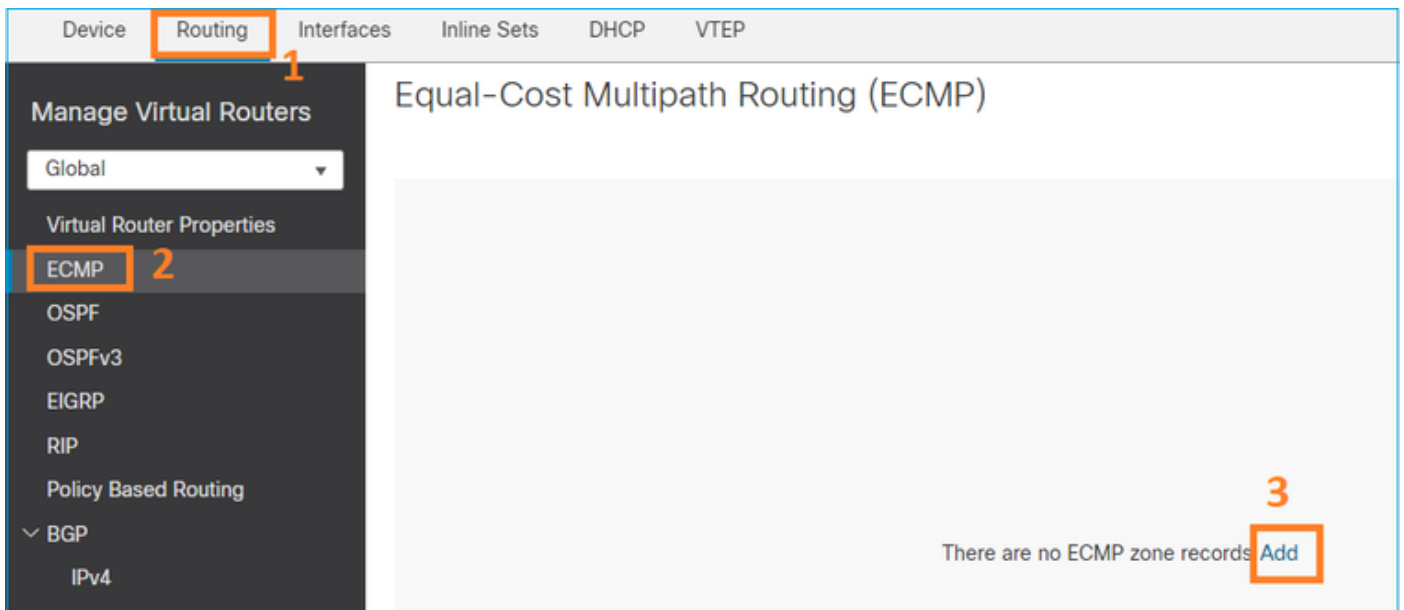 Device Routing Interfaces Inline Sets DHCP VTEP
1
Manage Virtual Routers
Global
Virtual Router Properties
ECMP 2
OSPF
OSPFv3
EIGRP
RIP
Policy Based Routing
BGP
IPv4
Equal-Cost Multipath Routing (ECMP)
3
There are no ECMP zone records Add